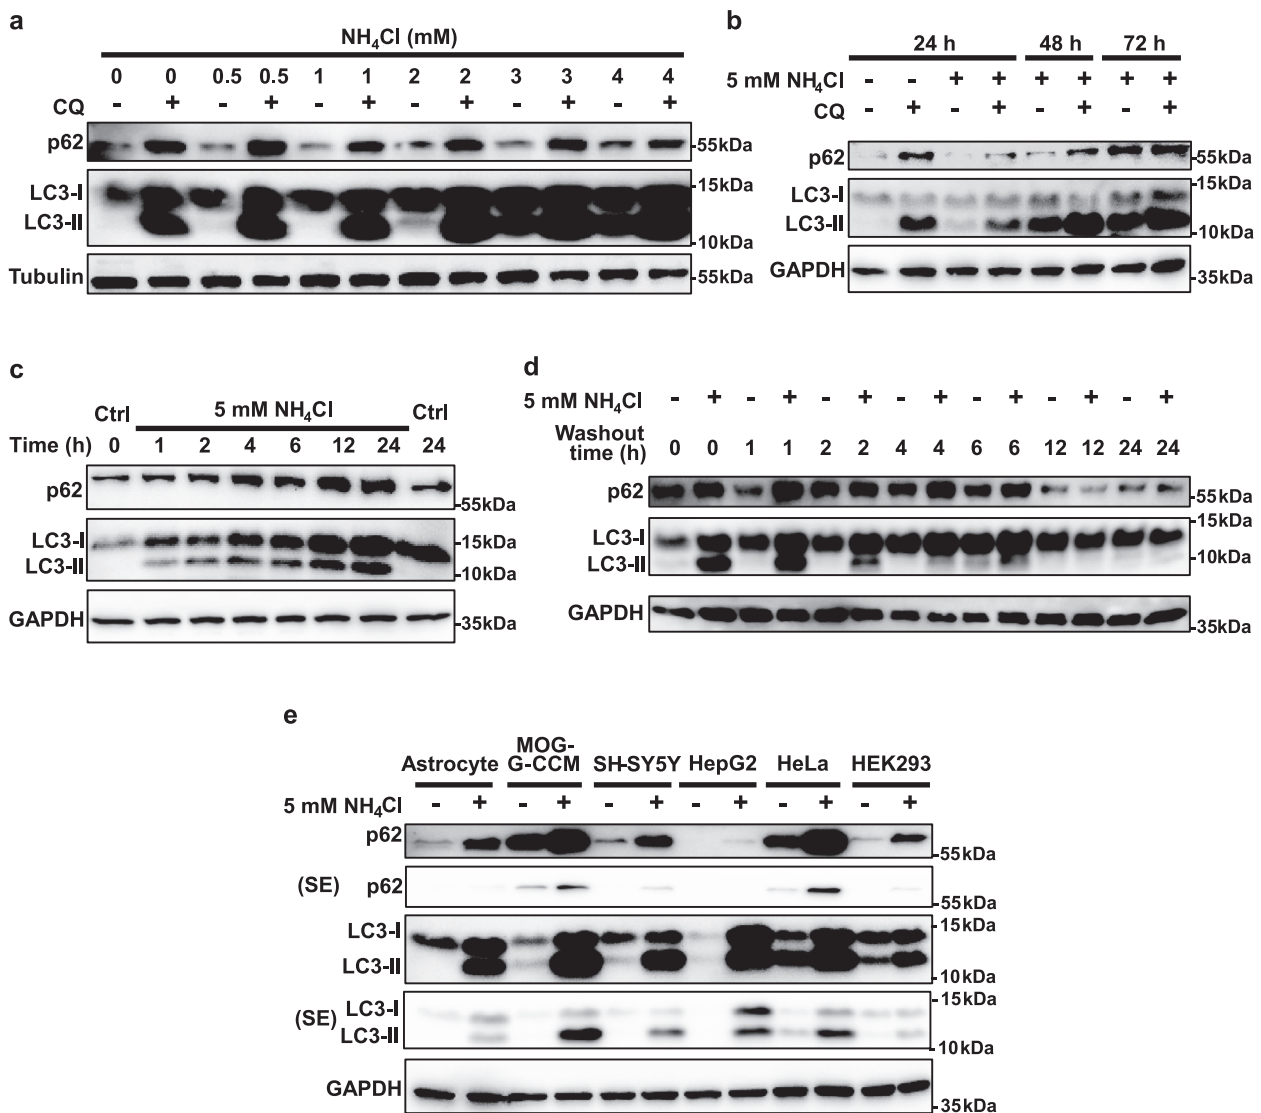 a
NH₄Cl (mM)
0 0 0.5 0.5 1 1 2 2 3 3 4 4
CQ - + - + - + - + - + - +
p62 -55kDa
LC3-I -15kDa
LC3-II -10kDa
Tubulin -55kDa
b
24 h 48 h 72 h
5 mM NH₄Cl - - + + + + + +
CQ - + - + - + - +
p62 -55kDa
LC3-I -15kDa
LC3-II -10kDa
GAPDH -35kDa
c
Ctrl 5 mM NH₄Cl Ctrl
Time (h) 0 1 2 4 6 12 24 24
p62 -55kDa
LC3-I -15kDa
LC3-II -10kDa
GAPDH -35kDa
d
5 mM NH₄Cl - + - + - + - + - + - + - +
Washout
time (h) 0 0 1 1 2 2 4 4 6 6 12 12 24 24
p62 -55kDa
LC3-I -15kDa
LC3-II -10kDa
GAPDH -35kDa
e
Astrocyte MOG-G-CCM SH-SY5Y HepG2 HeLa HEK293
5 mM NH₄Cl - + - + - + - + - + - +
p62 -55kDa
(SE) p62 -55kDa
LC3-I -15kDa
LC3-II -10kDa
(SE) LC3-I -15kDa
LC3-II -10kDa
GAPDH -35kDa